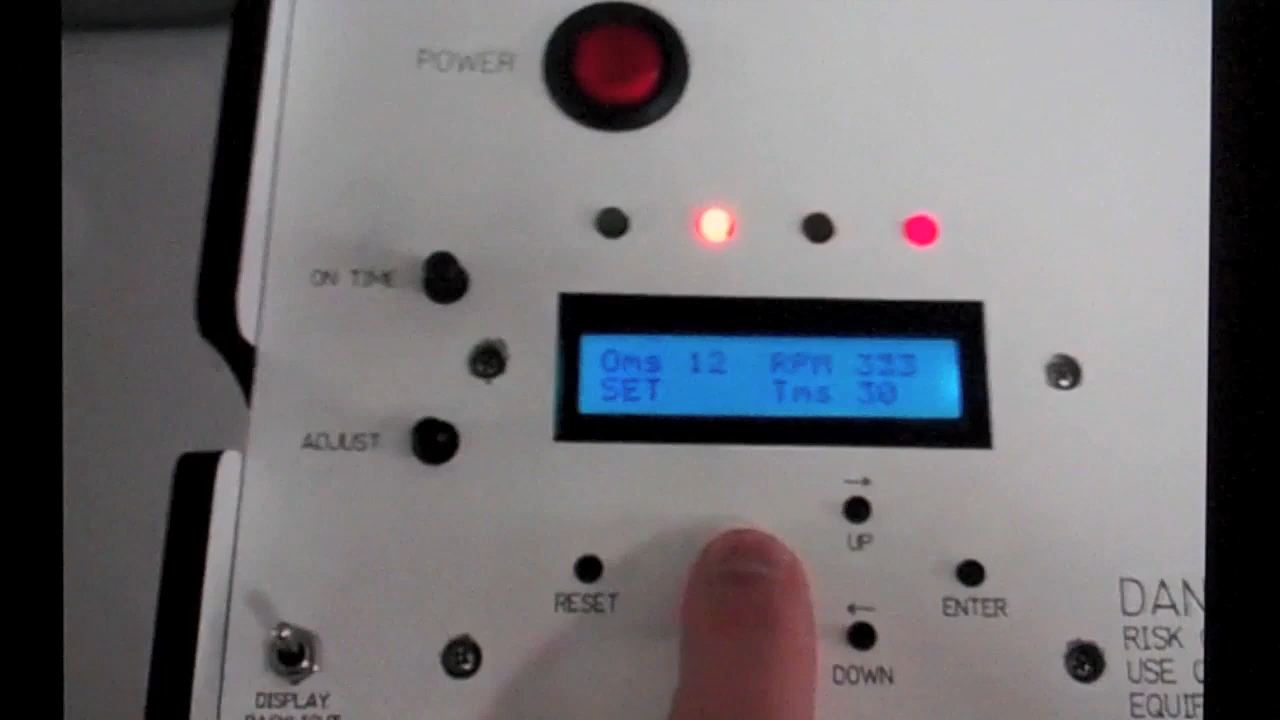 POWER
ON TIME
Oms 12 RPM 333
SET Tms 30
ADJUST
→
UP
RESET
ENTER
←
DOWN
DISPLAY
DAN
RISK
USE
EQUIP